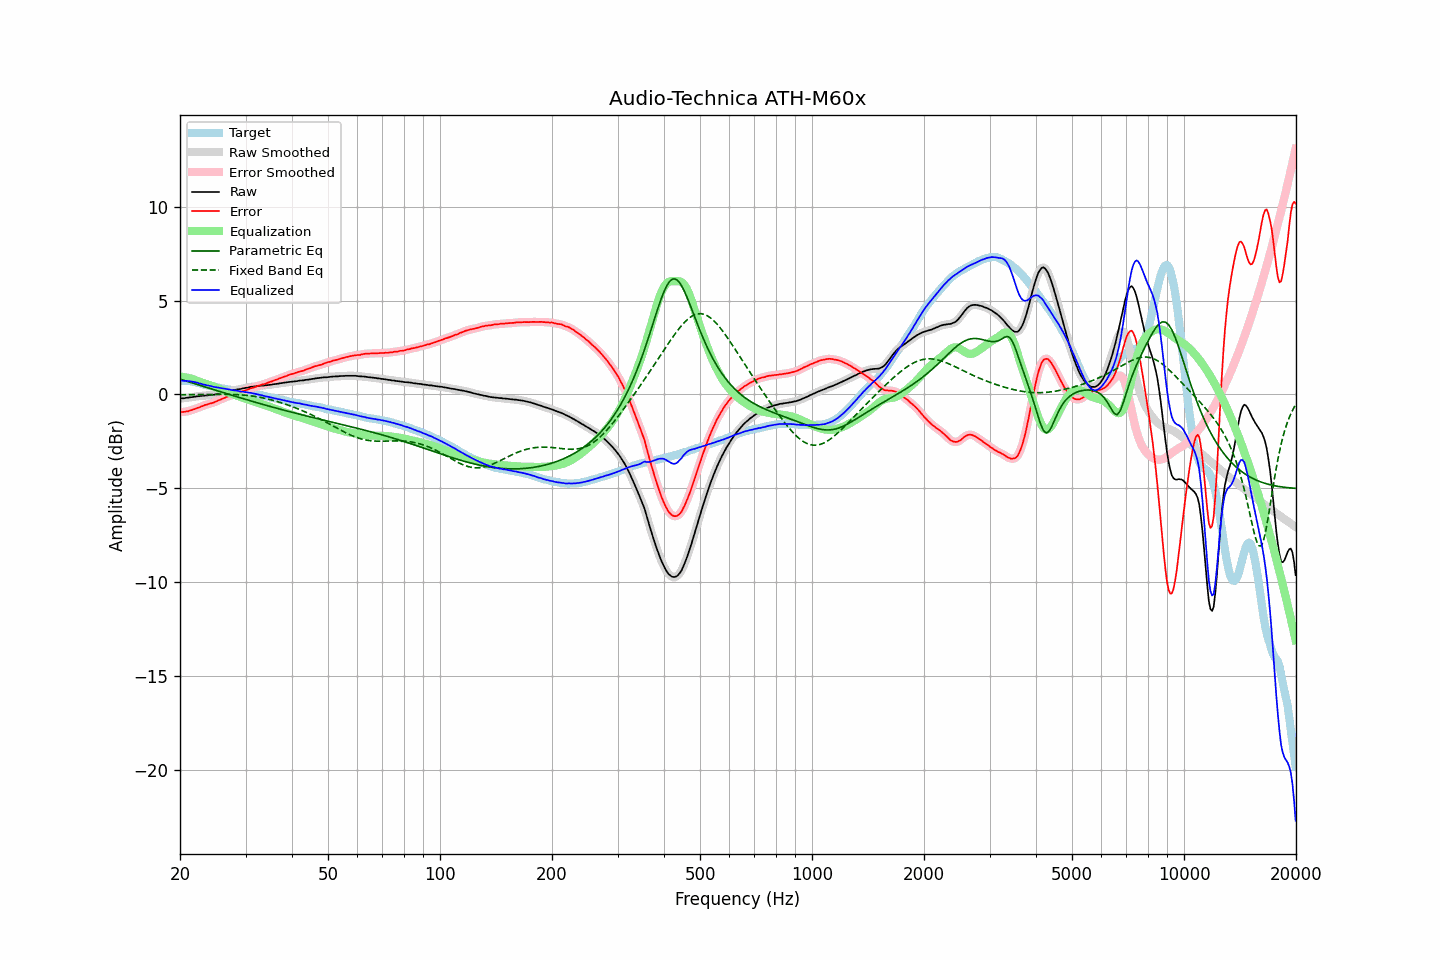 Audio-Technica ATH-M60x
Target
Raw Smoothed
Error Smoothed
Raw
Error
Equalization
Parametric Eq
Fixed Band Eq
Equalized
10
5
0
−5
−10
−15
−20
Amplitude (dBr)
20
50
100
200
500
1000
2000
5000
10000
20000
Frequency (Hz)